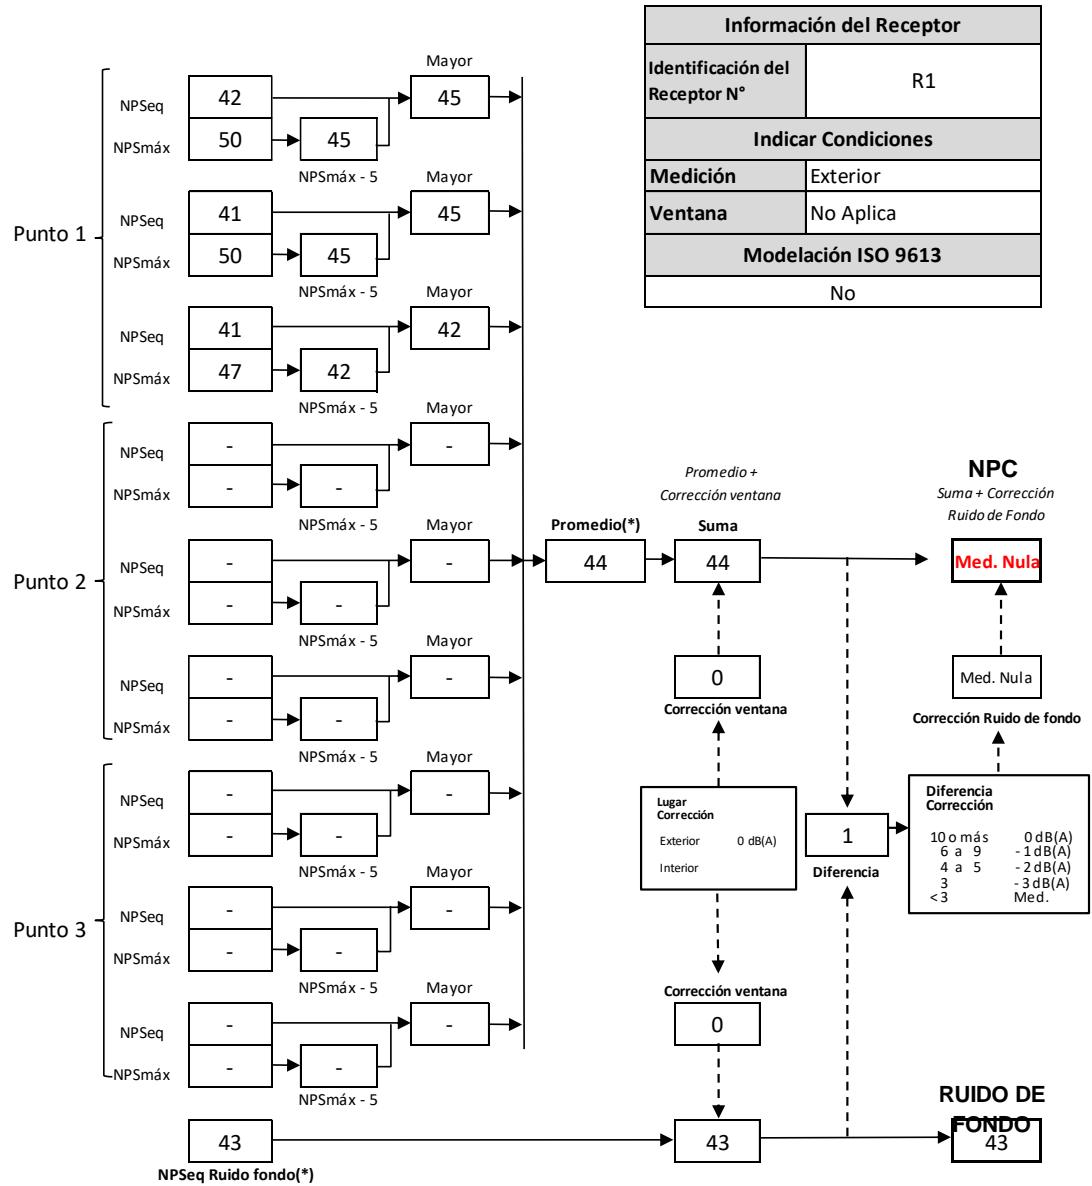 Información del Receptor
Identificación del
Receptor N°
R1
Indicar Condiciones
Medición
Exterior
Ventana
No Aplica
Modelación ISO 9613
No
Punto 1
Mayor
NPSeq
42
45
NPSmáx
50
45
NPSmáx - 5
Mayor
NPSeq
41
45
NPSmáx
50
45
NPSmáx - 5
Mayor
NPSeq
41
42
NPSmáx
47
42
NPSmáx - 5
Punto 2
Mayor
NPSeq
-
-
NPSmáx
-
-
NPSmáx - 5
Mayor
NPSeq
-
-
NPSmáx
-
-
NPSmáx - 5
Mayor
NPSeq
-
-
NPSmáx
-
-
NPSmáx - 5
Punto 3
Mayor
NPSeq
-
-
NPSmáx
-
-
NPSmáx - 5
Mayor
NPSeq
-
-
NPSmáx
-
-
NPSmáx - 5
Mayor
NPSeq
-
-
NPSmáx
-
-
NPSmáx - 5
Promedio(*)
44
Promedio +
Corrección ventana
Suma
44
0
Corrección ventana
Lugar
Corrección
Exterior 0 dB(A)
Interior
Corrección ventana
0
NPC
Suma + Corrección
Ruido de Fondo
Med. Nula
Med. Nula
Corrección Ruido de fondo
1
Diferencia
Diferencia
Corrección
10 o más 0 dB(A)
6 a 9 - 1 dB(A)
4 a 5 - 2 dB(A)
3 - 3 dB(A)
< 3 Med.
43
NPSeq Ruido fondo(*)
43
RUIDO DE
FONDO
43